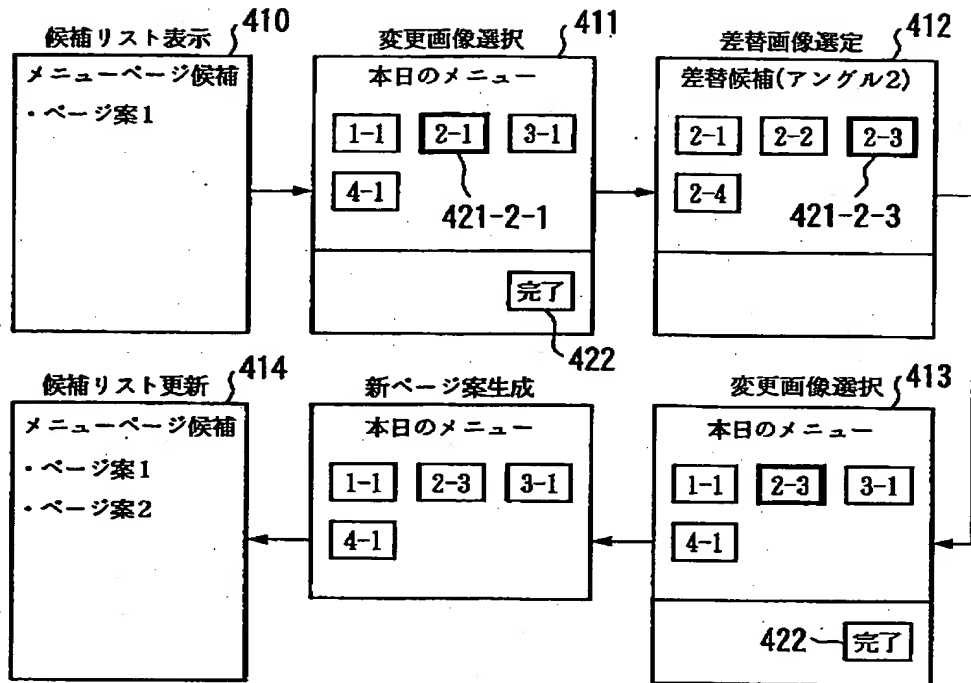 候補リスト表示
410
メニューページ候補
・ページ案1
変更画像選択
411
本日のメニュー
1-1 2-1 3-1
4-1
421-2-1
完了
422
差替画像選定
412
差替候補(アングル2)
2-1 2-2 2-3
2-4
421-2-3
候補リスト更新
414
メニューページ候補
・ページ案1
・ページ案2
新ページ案生成
本日のメニュー
1-1 2-3 3-1
4-1
変更画像選択
413
本日のメニュー
1-1 2-3 3-1
4-1
422 完了